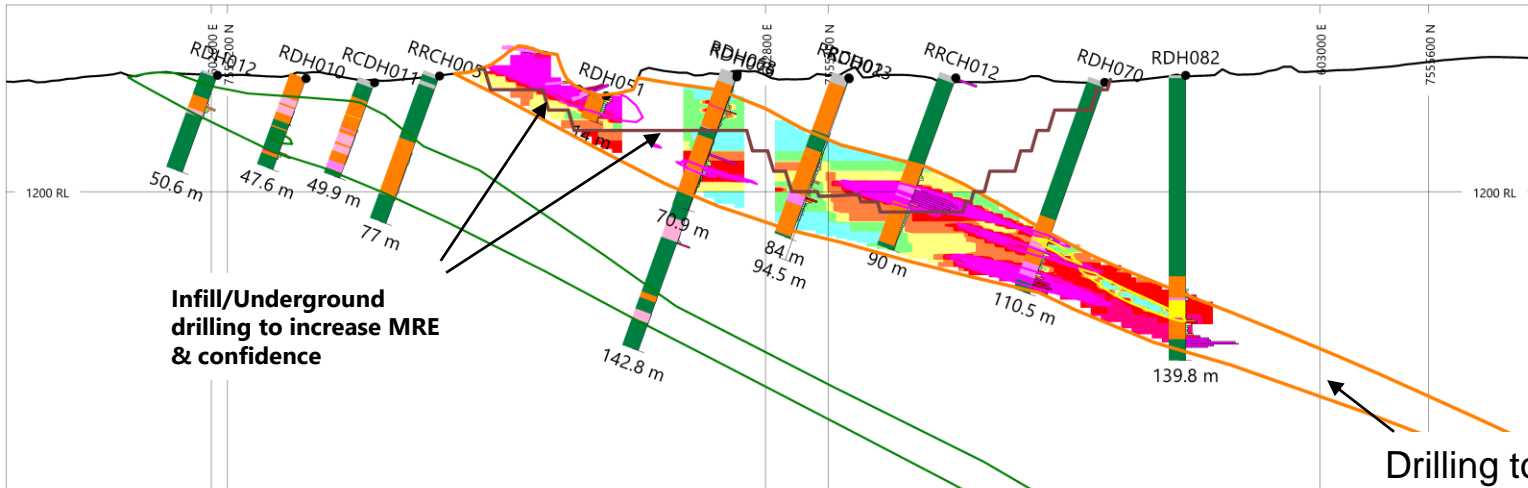 RDH012
RDH010
RCDH011
RRCH005
RDH051
RDH068
RRCH012
RDH070
RDH082
603000 E
7555600 N
1200 RL
1200 RL
14 m
50.6 m
47.6 m
49.9 m
77 m
70.9 m
84 m
94.5 m
90 m
110.5 m
142.8 m
139.8 m
Infill/Underground
drilling to increase MRE
& confidence
Drilling to